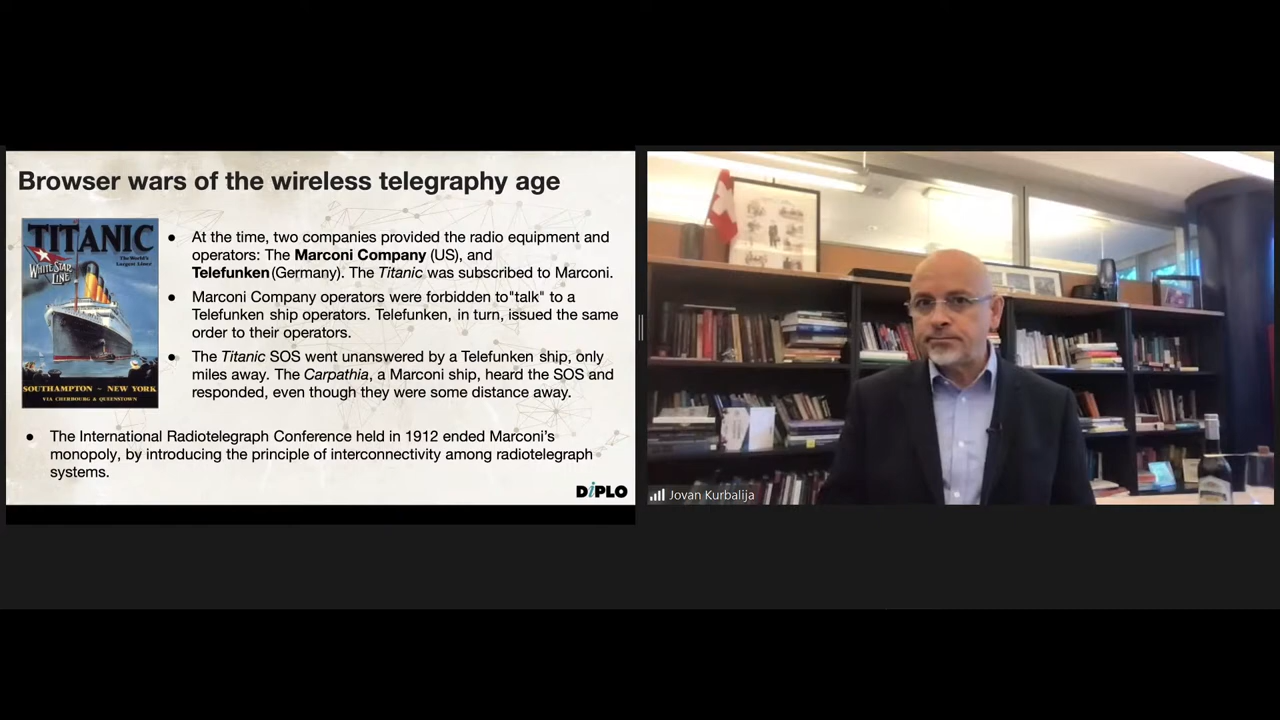 Browser wars of the wireless telegraphy age
TITANIC
The World's
Largest Liner
WHITE STAR
LINE
SOUTHAMPTON ~ NEW YORK
VIA CHERBOURG & QUEENSTOWN
● At the time, two companies provided the radio equipment and
operators: The Marconi Company (US), and
Telefunken(Germany). The Titanic was subscribed to Marconi.
● Marconi Company operators were forbidden to"talk" to a
Telefunken ship operators. Telefunken, in turn, issued the same
order to their operators.
● The Titanic SOS went unanswered by a Telefunken ship, only
miles away. The Carpathia, a Marconi ship, heard the SOS and
responded, even though they were some distance away.
● The International Radiotelegraph Conference held in 1912 ended Marconi's
monopoly, by introducing the principle of interconnectivity among radiotelegraph
systems.
DiPLO
Jovan Kurbalija